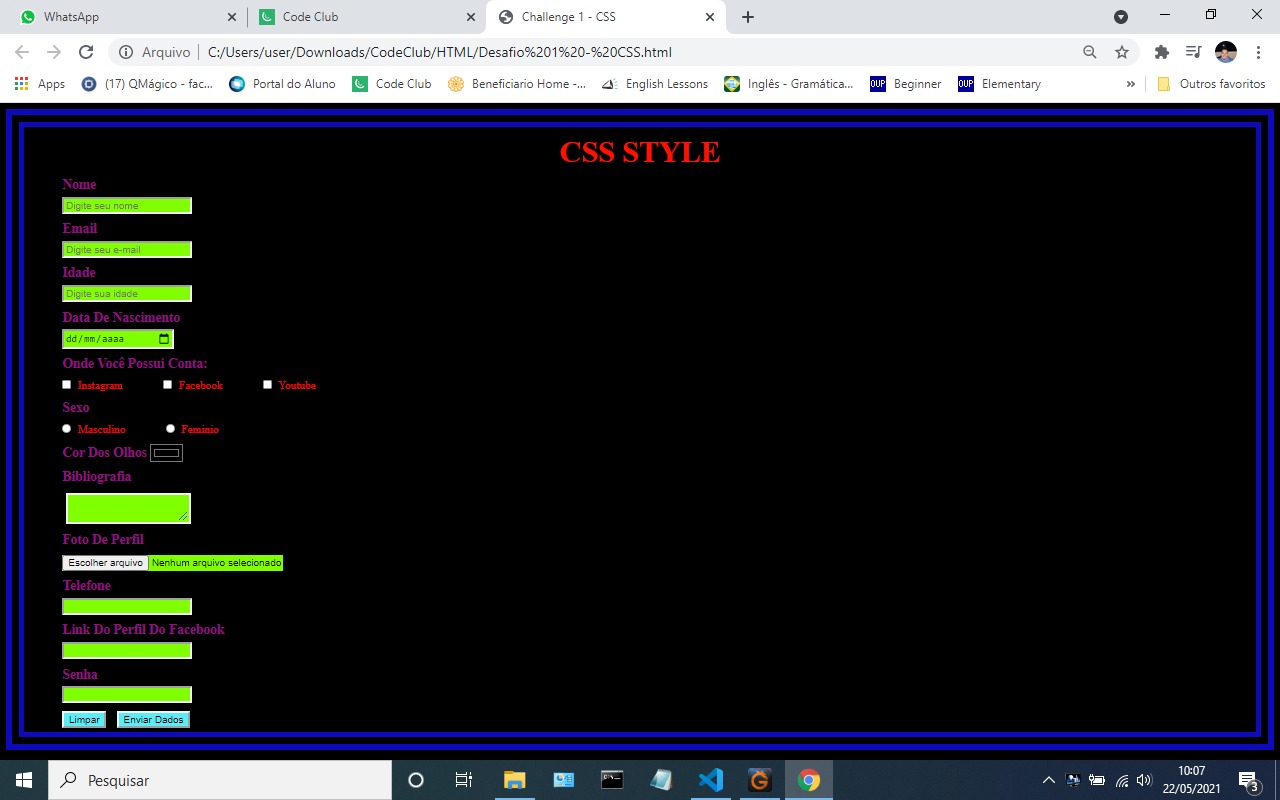 WhatsApp
Code Club
Challenge 1 - CSS
Arquivo
C:/Users/user/Downloads/CodeClub/HTML/Desafio%201%20-%20CSS.html
Apps
(17) QMágico - fac...
Portal do Aluno
Code Club
Beneficiario Home -...
English Lessons
Inglês - Gramática...
OUP Beginner
OUP Elementary
»
Outros favoritos
CSS STYLE
Nome
Digite seu nome
Email
Digite seu e-mail
Idade
Digite sua idade
Data De Nascimento
dd/mm/aaaa
Onde Você Possui Conta:
Instagram Facebook Youtube
Sexo
Masculino Feminio
Cor Dos Olhos
Bibliografia
Foto De Perfil
Escolher arquivo Nenhum arquivo selecionado
Telefone
Link Do Perfil Do Facebook
Senha
Limpar Enviar Dados
Pesquisar
10:07
22/05/2021
3